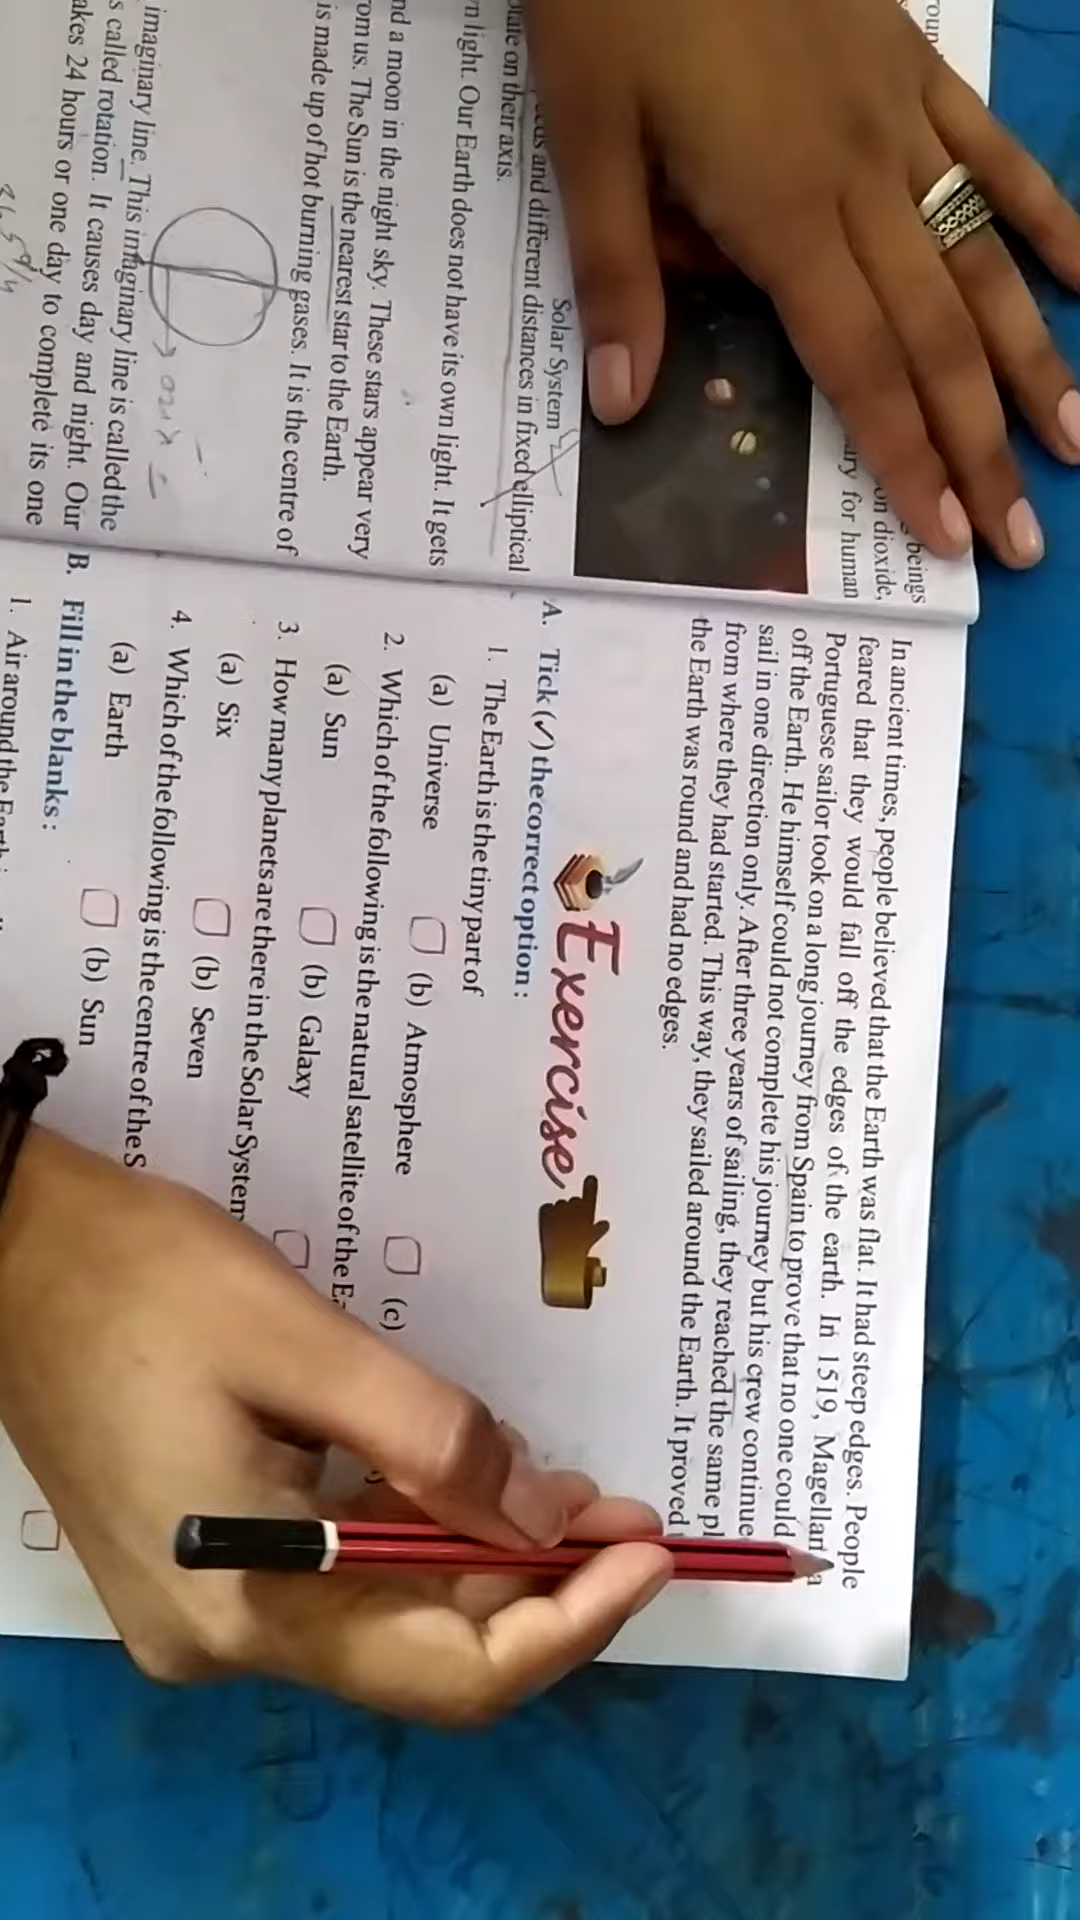 beings
on dioxide,
for human
Solar System
and different distances in fixed elliptical
on their axis.
light. Our Earth does not have its own light. It gets
a moon in the night sky. These stars appear very
us. The Sun is the nearest star to the Earth.
is made up of hot burning gases. It is the centre of
imaginary line. This imaginary line is called the
called rotation. It causes day and night. Our
24 hours or one day to complete its one
In ancient times, people believed that the Earth was flat. It had steep edges. People
feared that they would fall off the edges of the earth. In 1519, Magellan a
Portuguese sailor took on a long journey from Spain to prove that no one could
off the Earth. He himself could not complete his journey but his crew continue
sail in one direction only. After three years of sailing, they reached the same pl
from where they had started. This way, they sailed around the Earth. It proved
the Earth was round and had no edges.
Exercise
A. Tick (✓) the correct option :
1. The Earth is the tiny part of
(a) Universe (b) Atmosphere (c)
2. Which of the following is the natural satellite of the E
(a) Sun (b) Galaxy
3. How many planets are there in the Solar System
(a) Six (b) Seven
4. Which of the following is the centre of the S
(a) Earth (b) Sun
B. Fill in the blanks :
1. Air around the